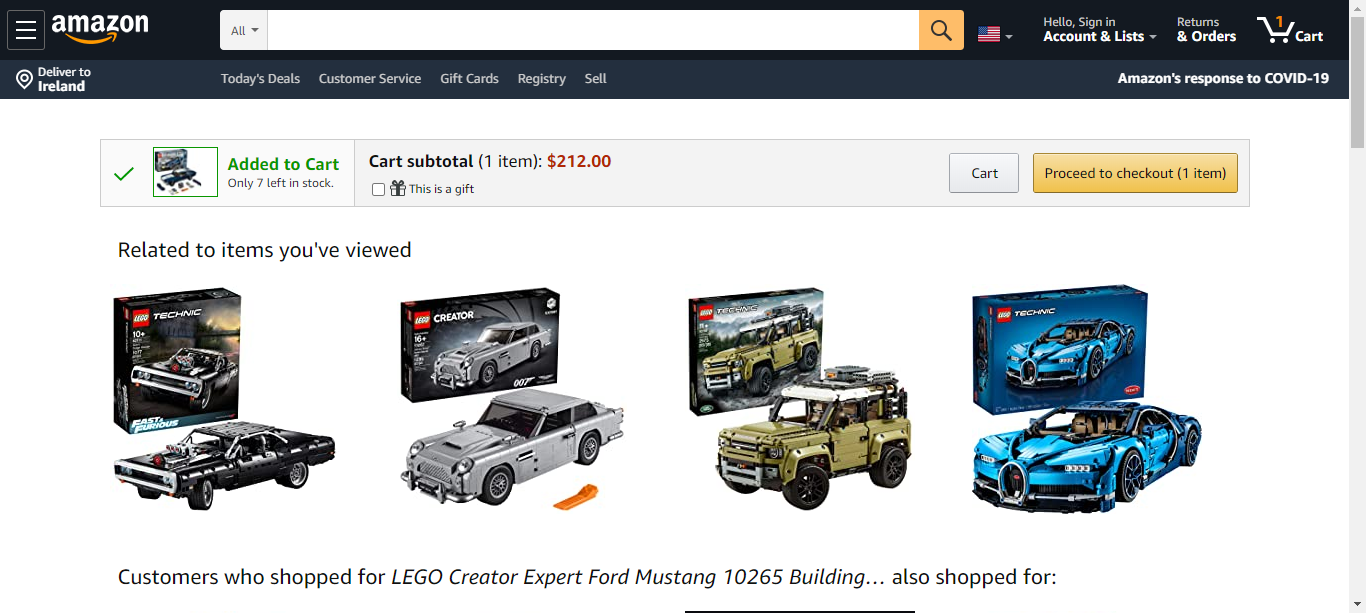 amazon
All
Hello, Sign in
Account & Lists
Returns
& Orders
1
Cart
Deliver to
Ireland
Today's Deals
Customer Service
Gift Cards
Registry
Sell
Amazon's response to COVID-19
Added to Cart
Only 7 left in stock.
Cart subtotal (1 item): $212.00
This is a gift
Cart
Proceed to checkout (1 item)
Related to items you've viewed
LEGO TECHNIC
10+
FAST & FURIOUS
LEGO CREATOR
16+
007
LEGO TECHNIC
LEGO TECHNIC
Customers who shopped for LEGO Creator Expert Ford Mustang 10265 Building… also shopped for: